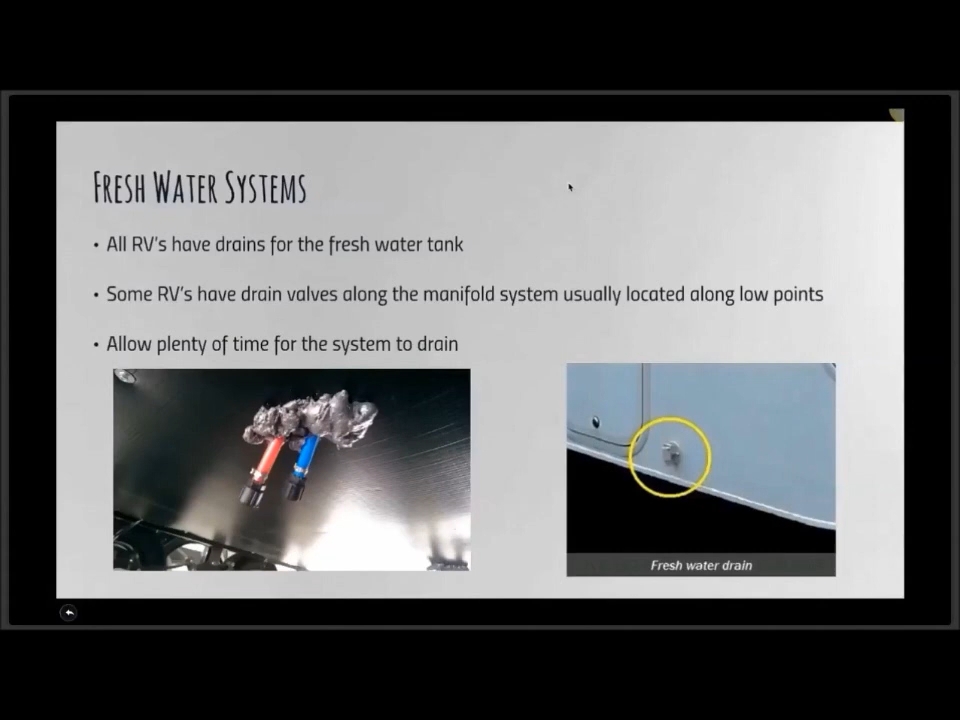 Fresh Water Systems
• All RV's have drains for the fresh water tank
• Some RV's have drain valves along the manifold system usually located along low points
• Allow plenty of time for the system to drain
Fresh water drain